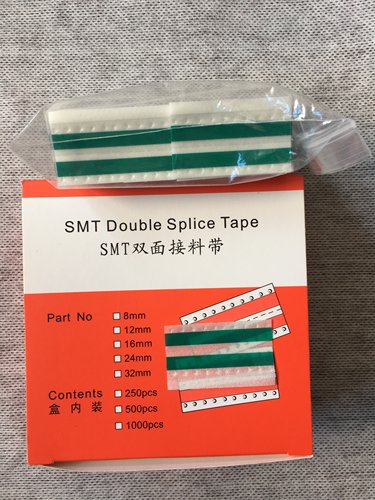 SMT Double Splice Tape
SMT双面接料带
Part No □ 8mm
□ 12mm
□ 16mm
□ 24mm
□ 32mm
Contents □ 250pcs
盒内装 □ 500pcs
□ 1000pcs